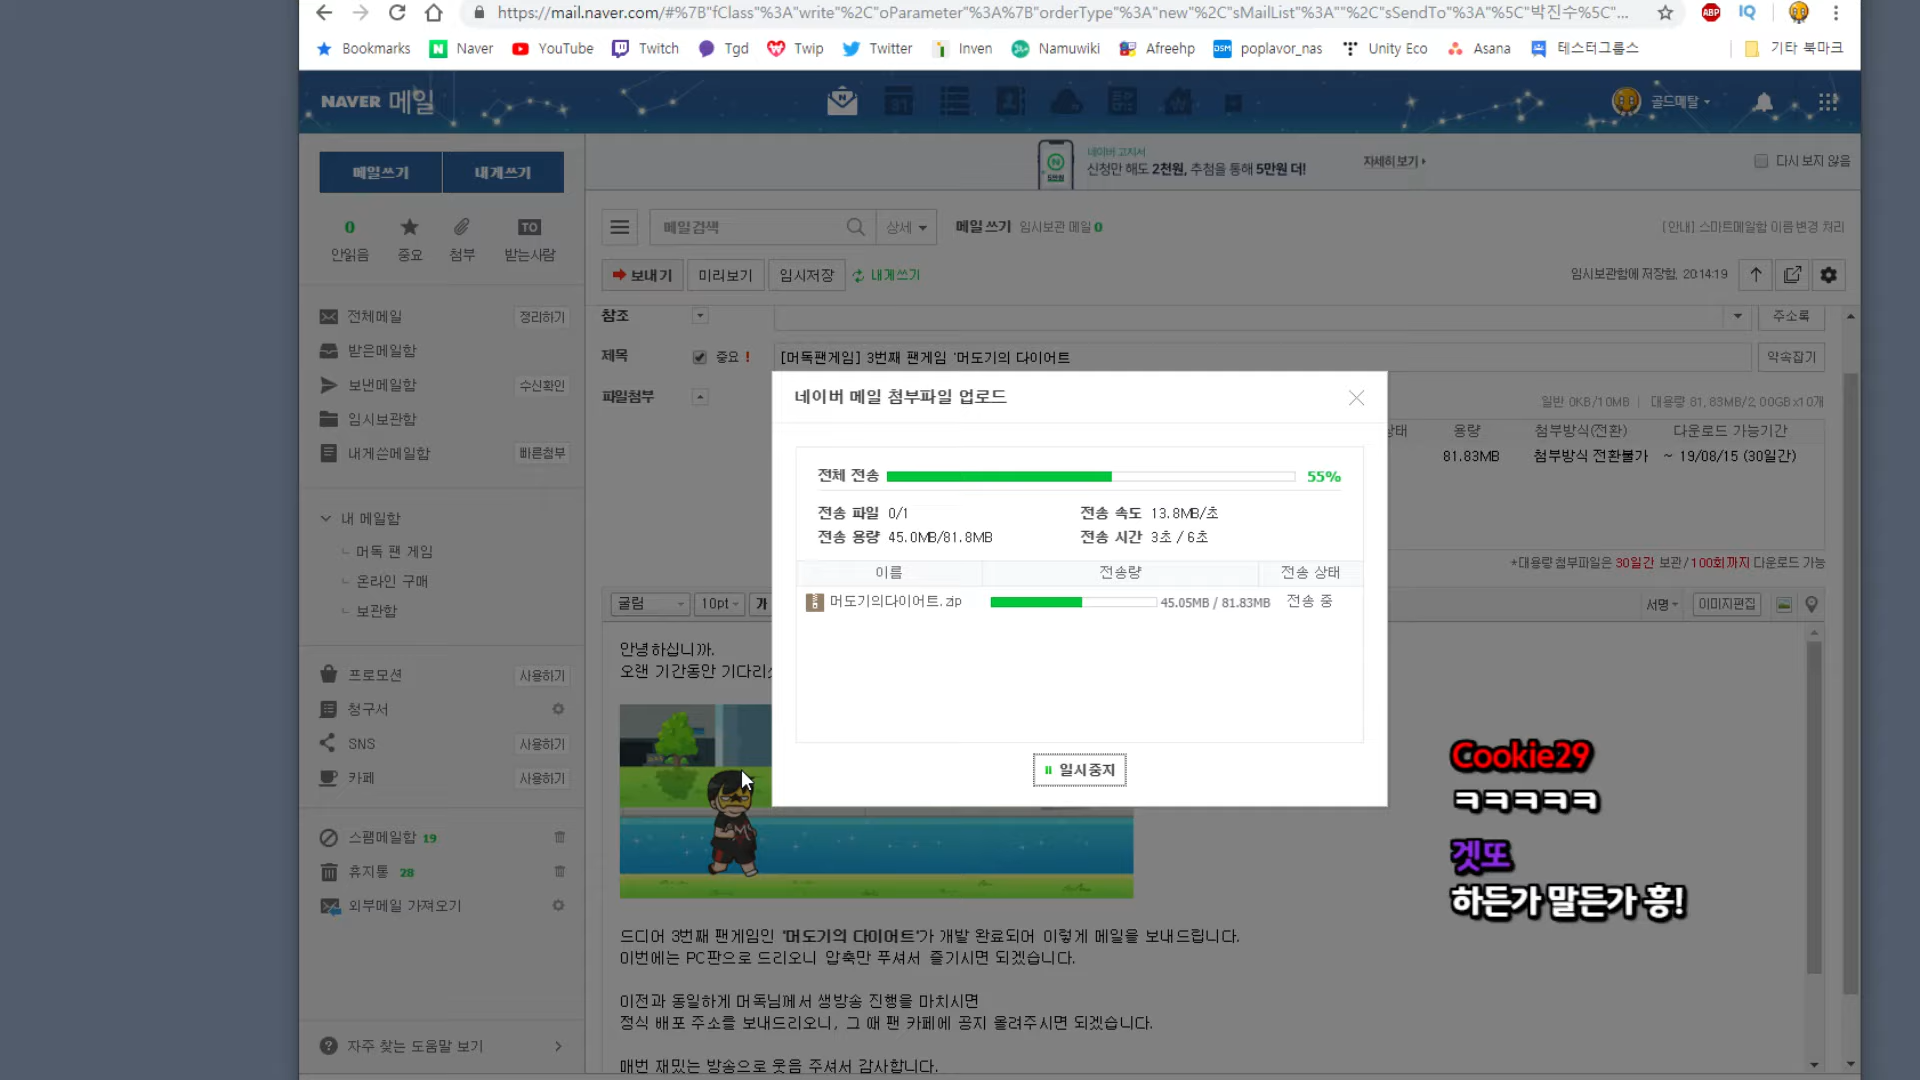 https://mail.naver.com/#%7B"fClass"%3A"write"%2C"oParameter"%3A%7B"orderType"%3A"new"%2C"sMailList"%3A""%2C"sSendTo"%3A%5C"박진수%5C"...
ABP
IQ
Bookmarks
Naver
YouTube
Twitch
Tgd
Twip
Twitter
Inven
Namuwiki
Afreehp
DSM
poplavor_nas
Unity Eco
Asana
테스터그룹스
기타 북마크
NAVER 메일
31
골드메탈
메일쓰기
내게쓰기
네이버 고지서
신청만 해도 2천원, 추첨을 통해 5만원 더!
자세히보기
다시 보지 않음
0
TO
안읽음
중요
첨부
받는사람
메일검색
상세
메일쓰기
임시보관 메일 0
[안내] 스마트메일함 이름변경 처리
보내기
미리보기
임시저장
내게쓰기
임시보관함에 저장함, 20:14:19
전체메일
정리하기
받은메일함
보낸메일함
수신확인
임시보관함
내게쓴메일함
빠른첨부
내 메일함
머독 팬 게임
온라인 구매
보관함
프로모션
사용하기
청구서
SNS
사용하기
카페
사용하기
스팸메일함 19
휴지통 28
외부메일 가져오기
자주 찾는 도움말 보기
참조
주소록
제목
중요 !
[머독팬게임] 3번째 팬게임 '머도기의 다이어트
약속잡기
파일첨부
일반 0KB/10MB | 대용량 81.83MB/2.00GB x10개
상태
용량
첨부방식(전환)
다운로드 가능기간
81.83MB
첨부방식 전환불가
~ 19/08/15 (30일간)
*대용량 첨부파일은 30일간 보관 / 100회까지 다운로드 가능
굴림
10pt
가
서명
이미지편집
네이버 메일 첨부파일 업로드
전체 전송
55%
전송 파일 0/1
전송 속도 13.8MB/초
전송 용량 45.0MB/81.8MB
전송 시간 3초 / 6초
이름
전송량
전송 상태
머도기의다이어트.zip
45.05MB / 81.83MB
전송 중
일시중지
안녕하십니까.
오랜 기간동안 기다리
드디어 3번째 팬게임인 '머도기의 다이어트'가 개발 완료되어 이렇게 메일을 보내드립니다.
이번에는 PC판으로 드리오니 압축만 푸셔서 즐기시면 되겠습니다.
이전과 동일하게 머독님께서 생방송 진행을 마치시면
정식 배포 주소를 보내드리오니, 그 때 팬 카페에 공지 올려주시면 되겠습니다.
매번 재밌는 방송으로 웃음 주셔서 감사합니다.
Cookie29
ㅋㅋㅋㅋㅋ
겟또
하든가 말든가 흥!